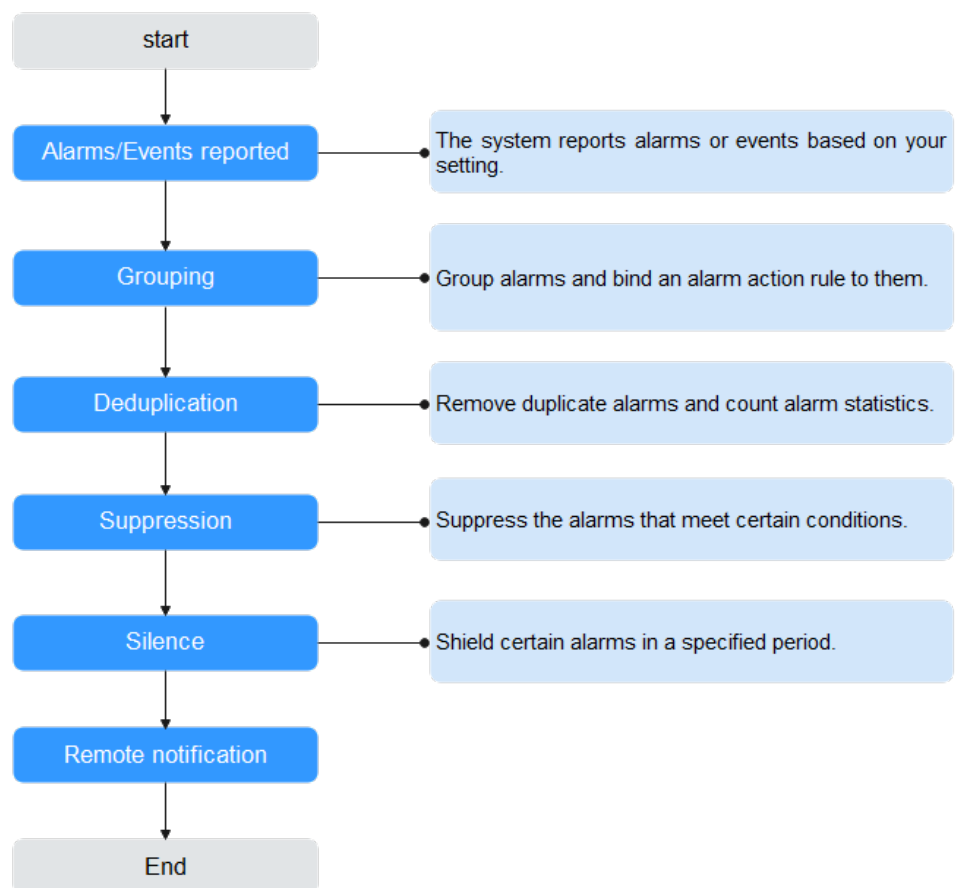 start
Alarms/Events reported
The system reports alarms or events based on your
setting.
Grouping
Group alarms and bind an alarm action rule to them.
Deduplication
Remove duplicate alarms and count alarm statistics.
Suppression
Suppress the alarms that meet certain conditions.
Silence
Shield certain alarms in a specified period.
Remote notification
End